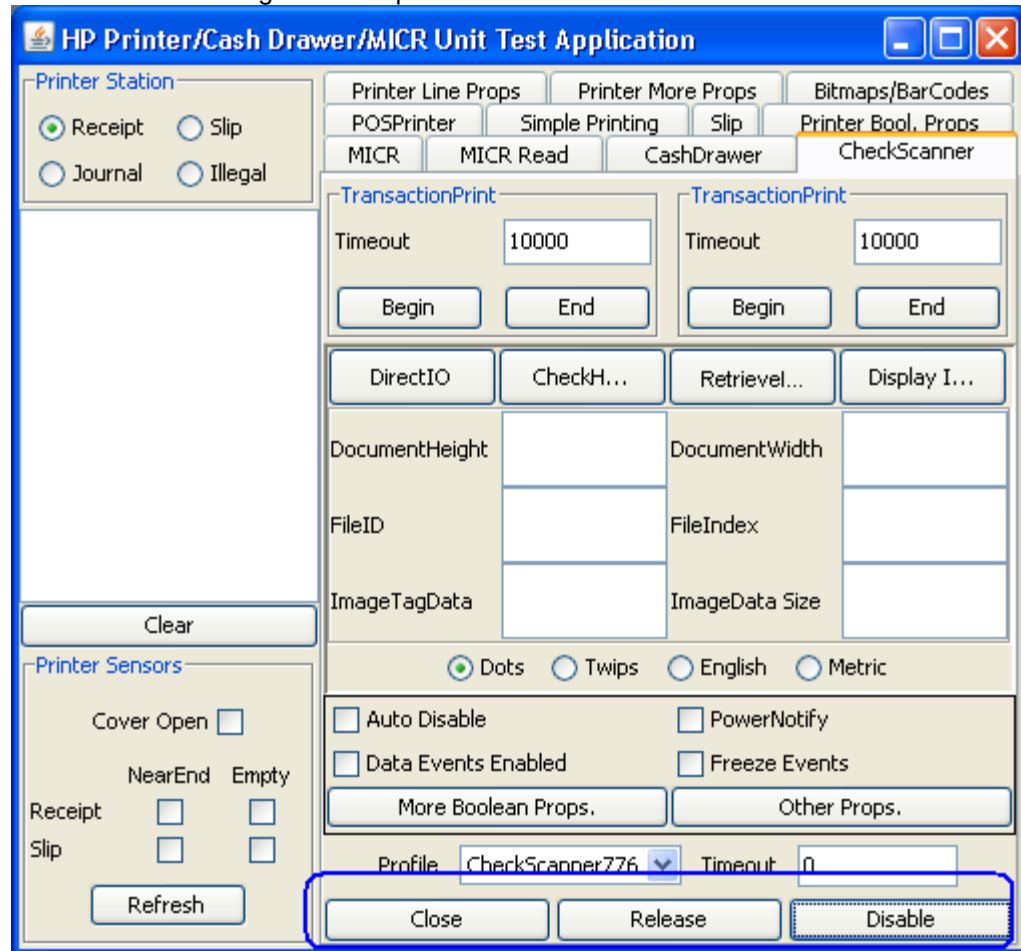 HP Printer/Cash Drawer/MICR Unit Test Application
Printer Station
Receipt Slip
Journal Illegal
Printer Line Props Printer More Props Bitmaps/BarCodes
POSPrinter Simple Printing Slip Printer Bool. Props
MICR MICR Read CashDrawer CheckScanner
TransactionPrint TransactionPrint
Timeout 10000 Timeout 10000
Begin End Begin End
DirectIO CheckH... RetrieveI... Display I...
DocumentHeight DocumentWidth
FileID FileIndex
ImageTagData ImageData Size
Clear
Dots Twips English Metric
Printer Sensors
Cover Open
NearEnd Empty
Receipt
Slip
Refresh
Auto Disable PowerNotify
Data Events Enabled Freeze Events
More Boolean Props. Other Props.
Profile CheckScanner776 Timeout 0
Close Release Disable